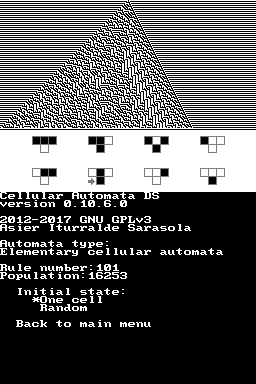 Cellular Automata DS
version 0.10.6.0
2012-2017 GNU GPLv3
Asier Iturralde Sarasola
Automata type:
Elementary cellular automata
Rule number:101
Population:16253
Initial state:
*One cell
Random
Back to main menu